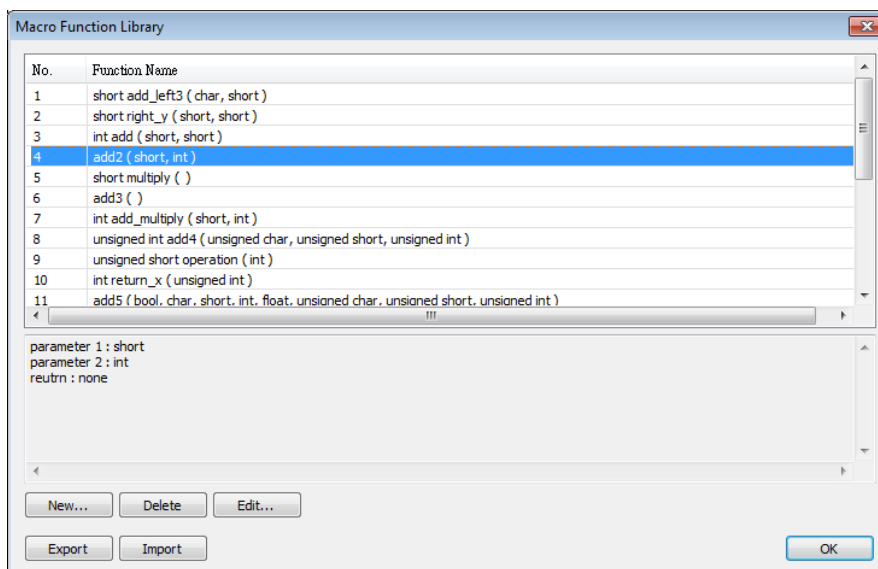 Macro Function Library
No. Function Name
1 short add_left3 ( char, short )
2 short right_y ( short, short )
3 int add ( short, short )
4 add2 ( short, int )
5 short multiply ( )
6 add3 ( )
7 int add_multiply ( short, int )
8 unsigned int add4 ( unsigned char, unsigned short, unsigned int )
9 unsigned short operation ( int )
10 int return_x ( unsigned int )
11 add5 ( bool, char, short, int, float, unsigned char, unsigned short, unsigned int )
parameter 1 : short
parameter 2 : int
reutrn : none
New... Delete Edit...
Export Import OK